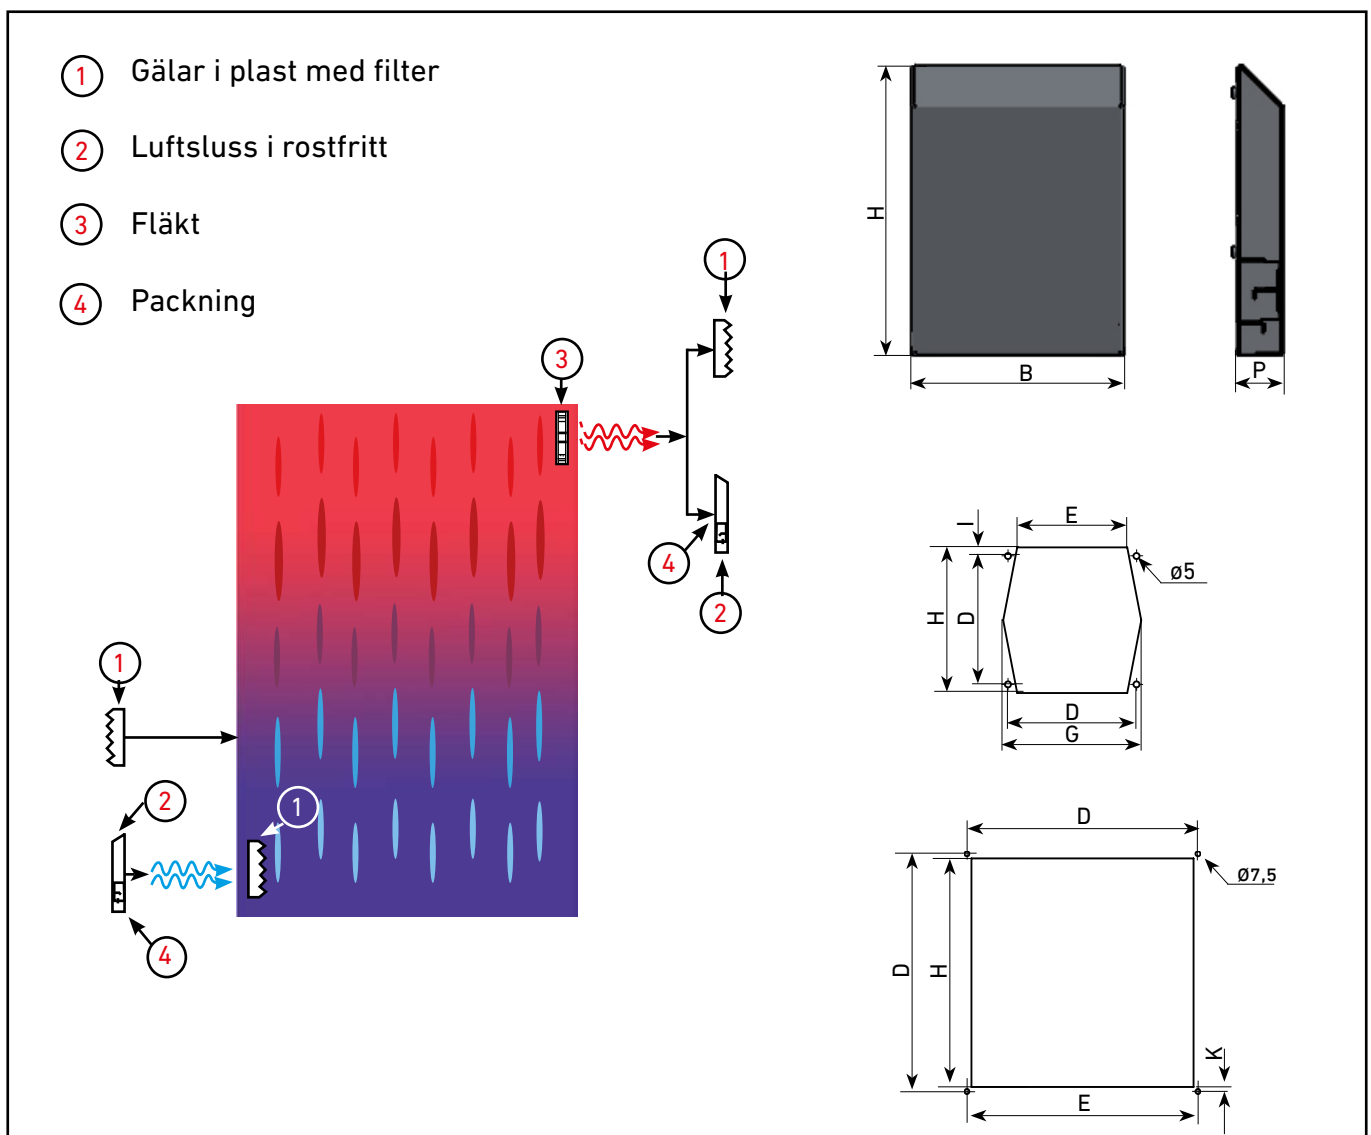 1 Gälar i plast med filter
2 Luftsluss i rostfritt
3 Fläkt
4 Packning
1
3
4
2
1
2
1
4
H
B
P
I
E
ø5
H
D
D
G
D
Ø7,5
D
H
K
E